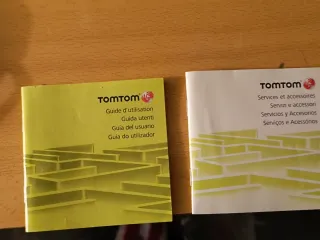 TOMTOM
Guide d'utilisation
Guida utenti
Guía del usuario
Guia do utilizador
TOMTOM
Services et accessoires
Servizi e accessori
Servicios y Accesorios
Serviços e Acessórios